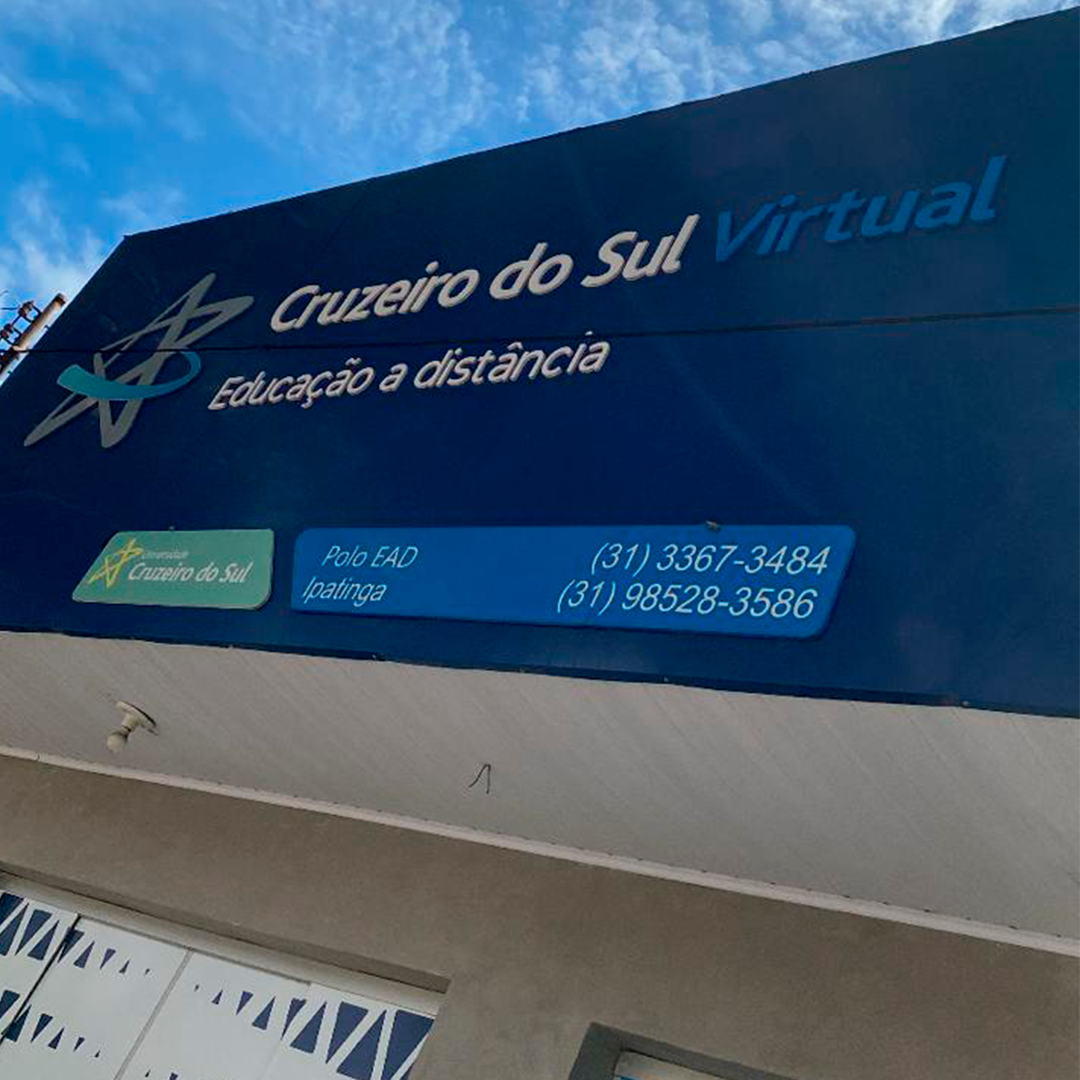 Cruzeiro do Sul Virtual
Educação a distância
Universidade
Cruzeiro do Sul
Polo EAD
Ipatinga
(31) 3367-3484
(31) 98528-3586